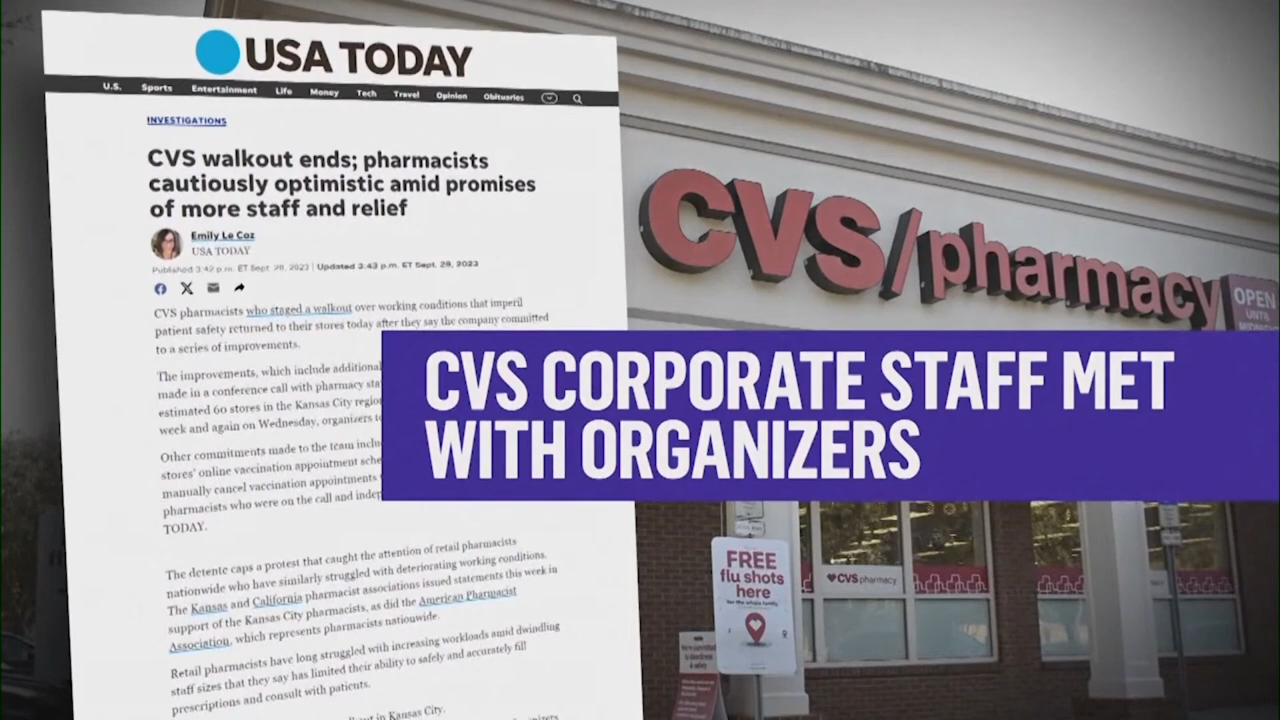 USA TODAY
U.S. Sports Entertainment Life Money Tech Travel Opinion Obituaries
INVESTIGATIONS
CVS walkout ends; pharmacists
cautiously optimistic amid promises
of more staff and relief
Emily Le Coz
USA TODAY
Published 3:42 p.m. ET Sept. 28, 2023 | Updated 3:43 p.m. ET Sept. 28, 2023
CVS pharmacists who staged a walkout over working conditions that imperil
patient safety returned to their stores today after they say the company committed
to a series of improvements.
The improvements, which include additional
made in a conference call with pharmacy
estimated 60 stores in the Kansas City
week and again on Wednesday, organizers
Other commitments made to the team
stores' online vaccination appointment
manually cancel vaccination appointments
pharmacists who were on the call and
TODAY.
The detente caps a protest that caught the attention of retail pharmacists
nationwide who have similarly struggled with deteriorating working conditions.
The Kansas and California pharmacist associations issued statements this week in
support of the Kansas City pharmacists, as did the American Pharmacist
Association, which represents pharmacists nationwide.
Retail pharmacists have long struggled with increasing workloads amid dwindling
staff sizes that they say has limited their ability to safely and accurately fill
prescriptions and consult with patients.
in Kansas City.
CVS/pharmacy
OPEN
UNTIL
CVS CORPORATE STAFF MET
WITH ORGANIZERS
FREE
flu shots
here
for the whole family
CVS pharmacy